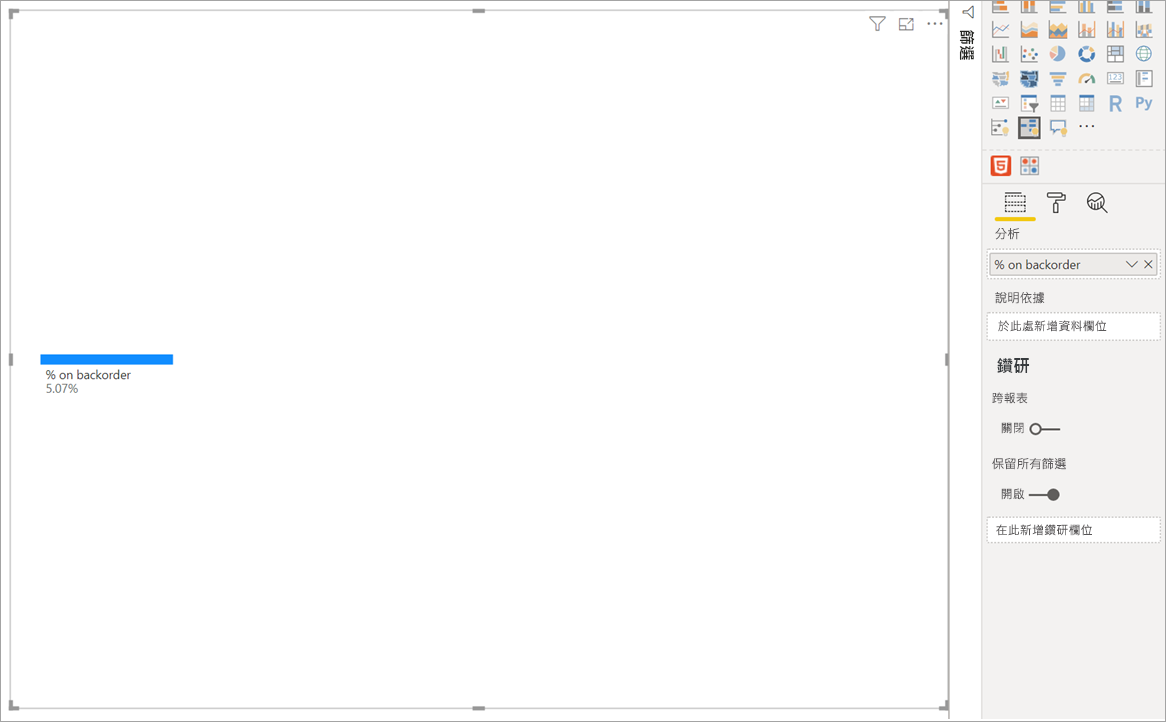 % on backorder
5.07%
篩選
123
R
Py
5
分析
% on backorder
說明依據
於此處新增資料欄位
鑽研
跨報表
關閉
保留所有篩選
開啟
在此新增鑽研欄位